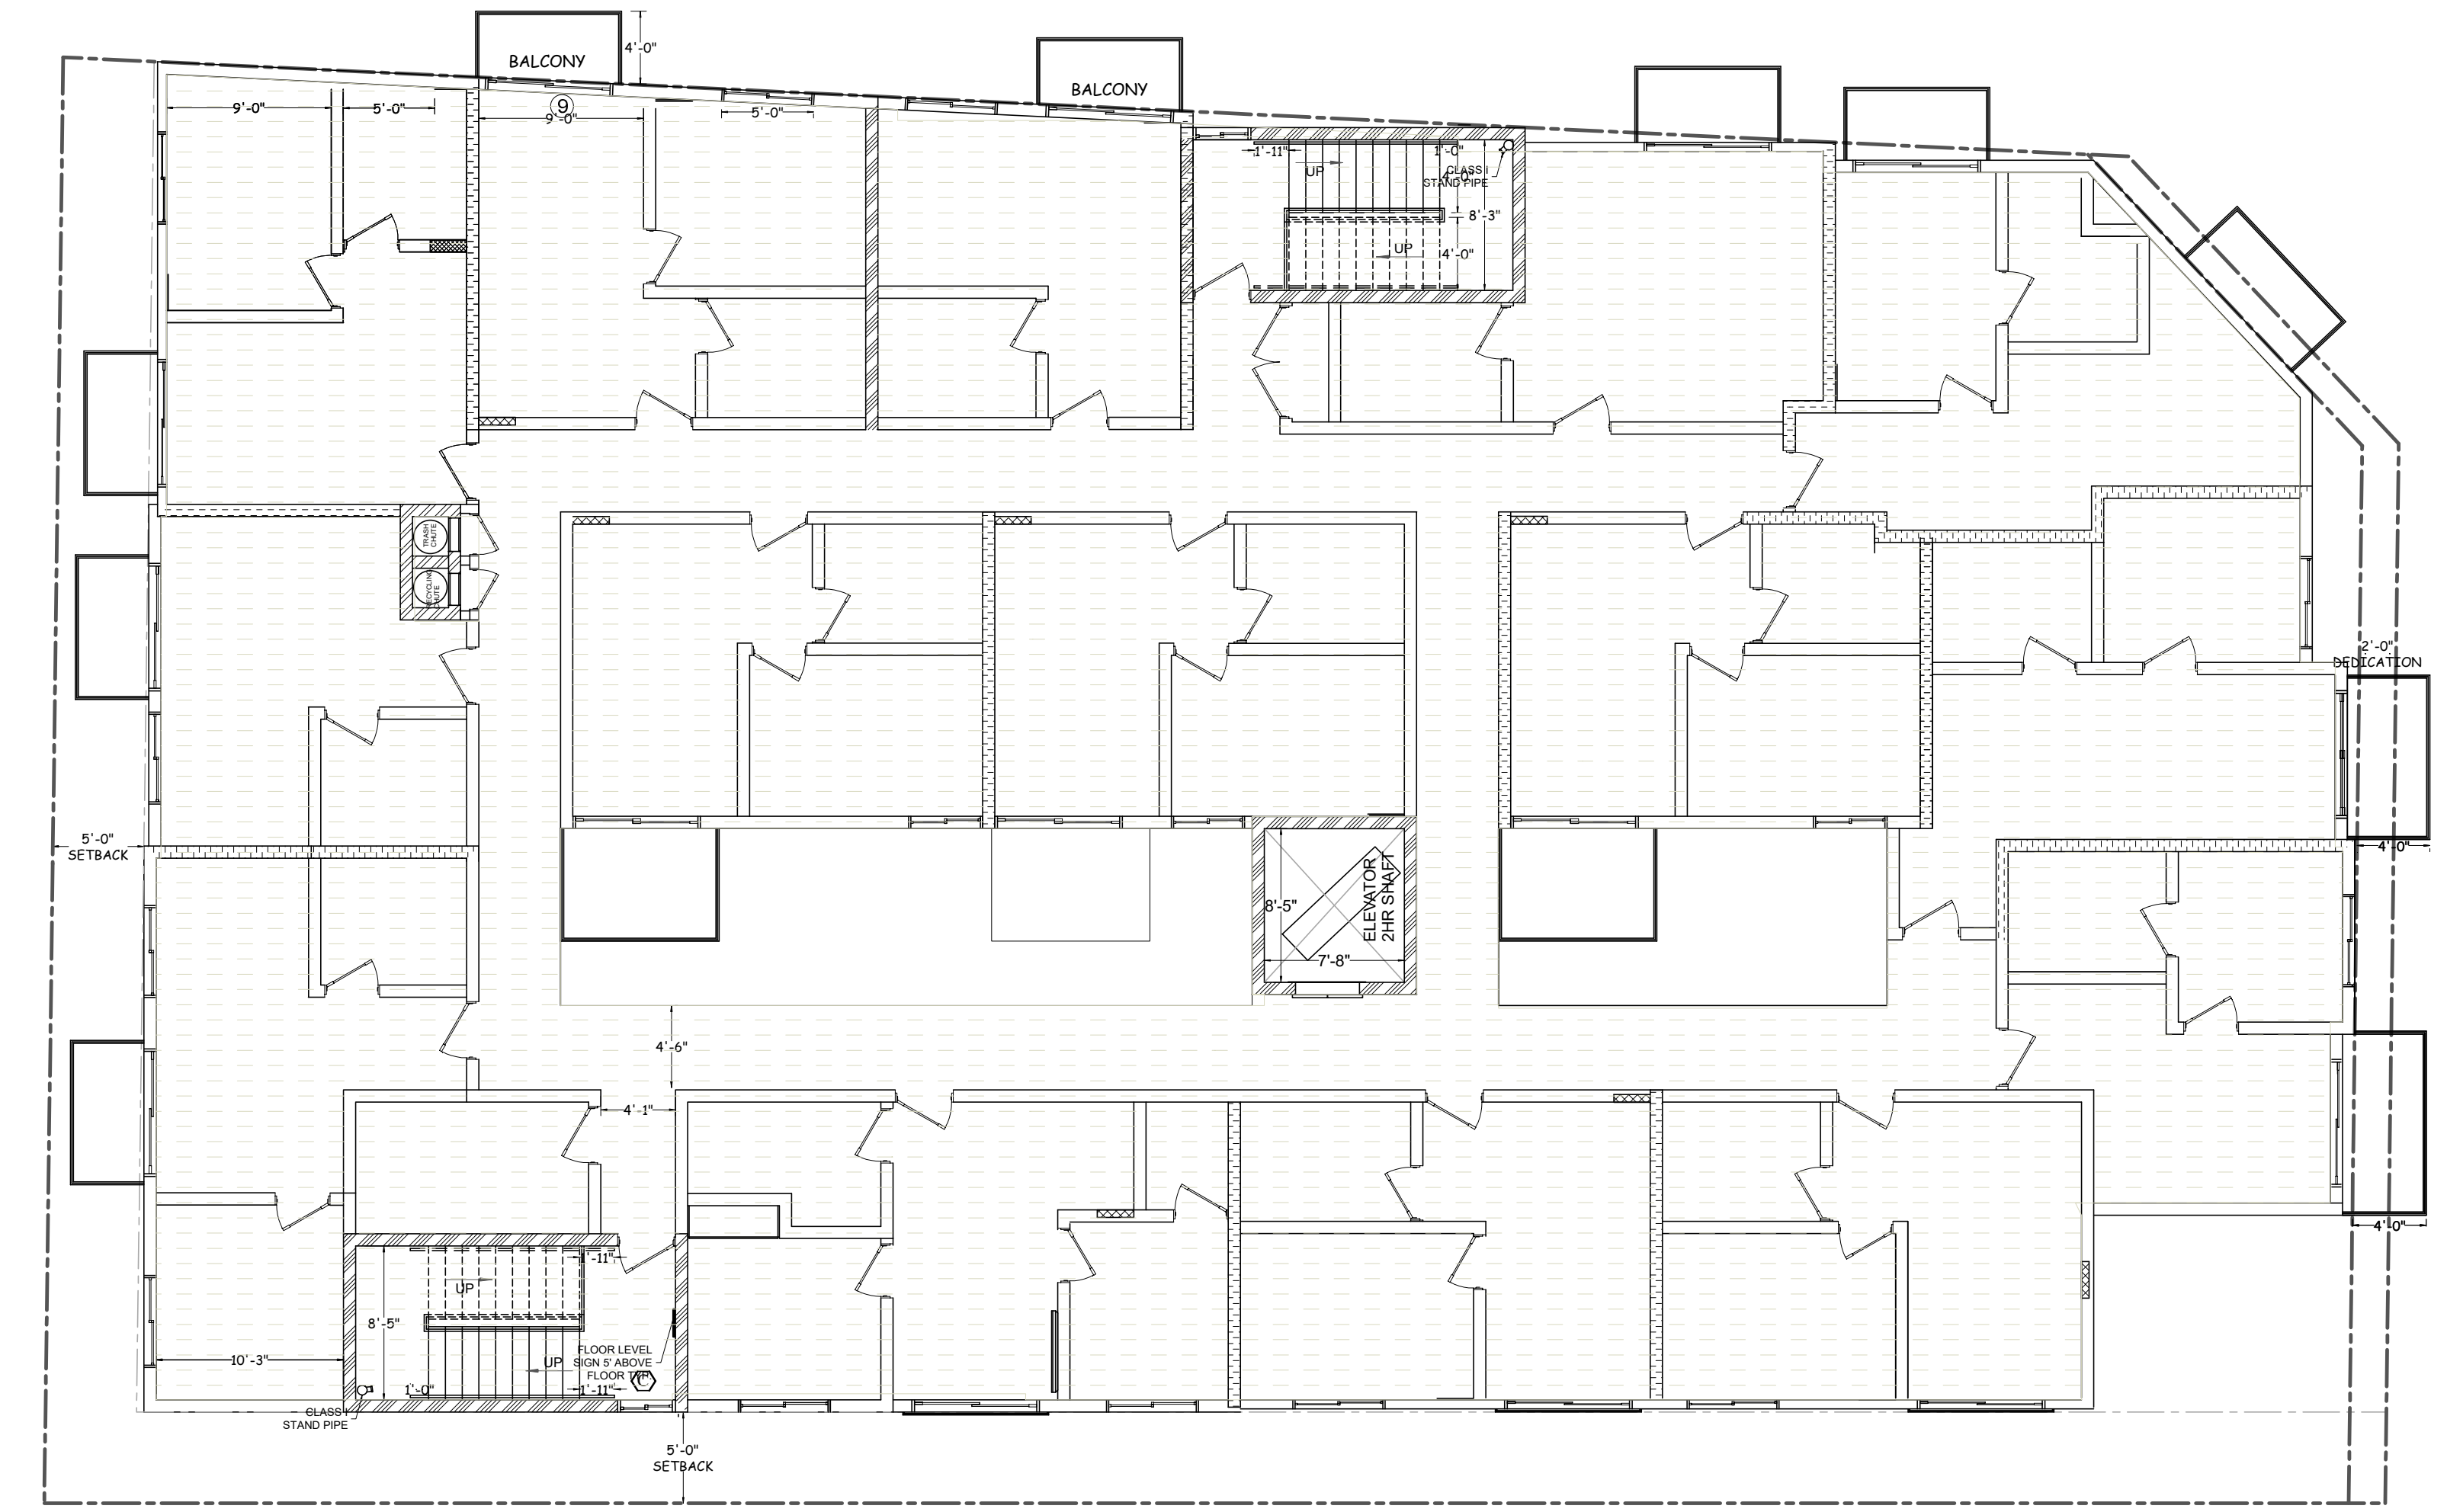 4'-0"
BALCONY
BALCONY
9'-0"
5'-0"
9
9'-0"
5'-0"
1'-11"
UP
1'-0"
4'-0"
CLASS I
STAND PIPE
8'-3"
UP
4'-0"
TRASH
CHUTE
RECYCLING
CHUTE
2'-0"
DEDICATION
5'-0"
SETBACK
4'-0"
8'-5"
ELEVATOR
2HR SHAFT
7'-8"
4'-6"
4'-1"
4'-0"
1'-11"
UP
8'-5"
FLOOR LEVEL
SIGN 5' ABOVE
FLOOR TYP.
UP
C
10'-3"
1'-0"
1'-11"
CLASS I
STAND PIPE
5'-0"
SETBACK